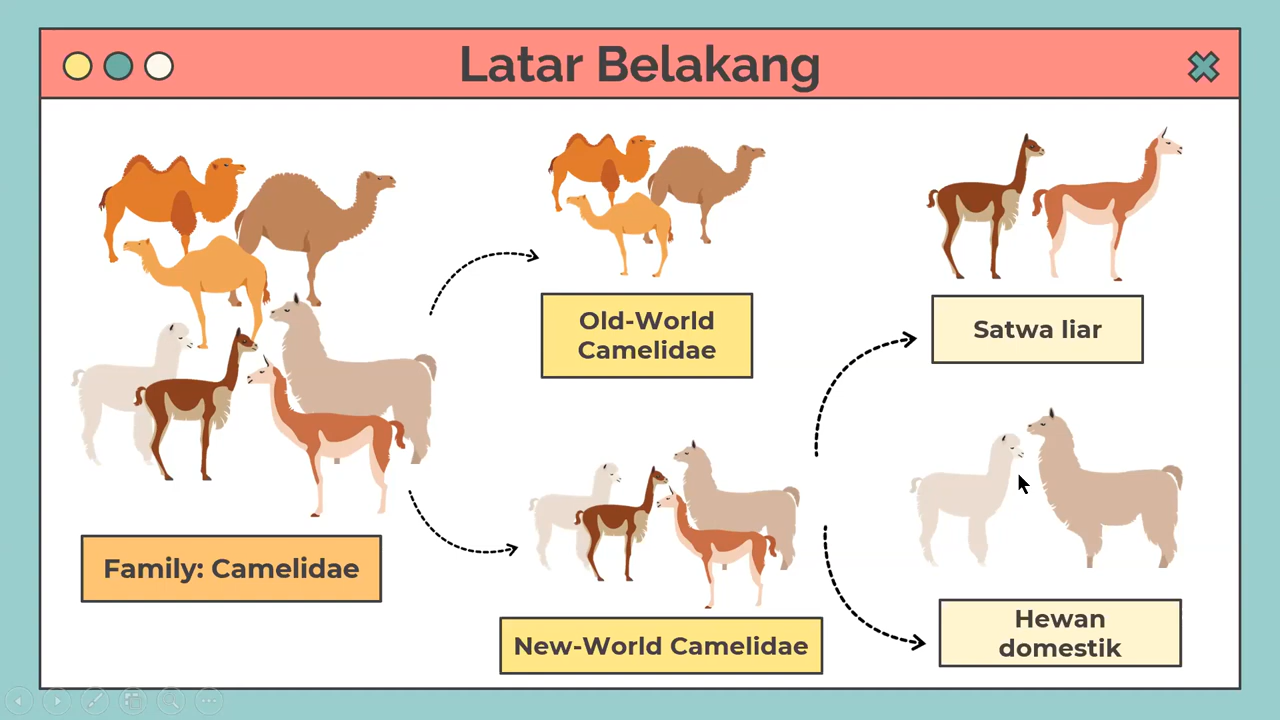 Latar Belakang
Old-World
Camelidae
Satwa liar
Family: Camelidae
New-World Camelidae
Hewan
domestik